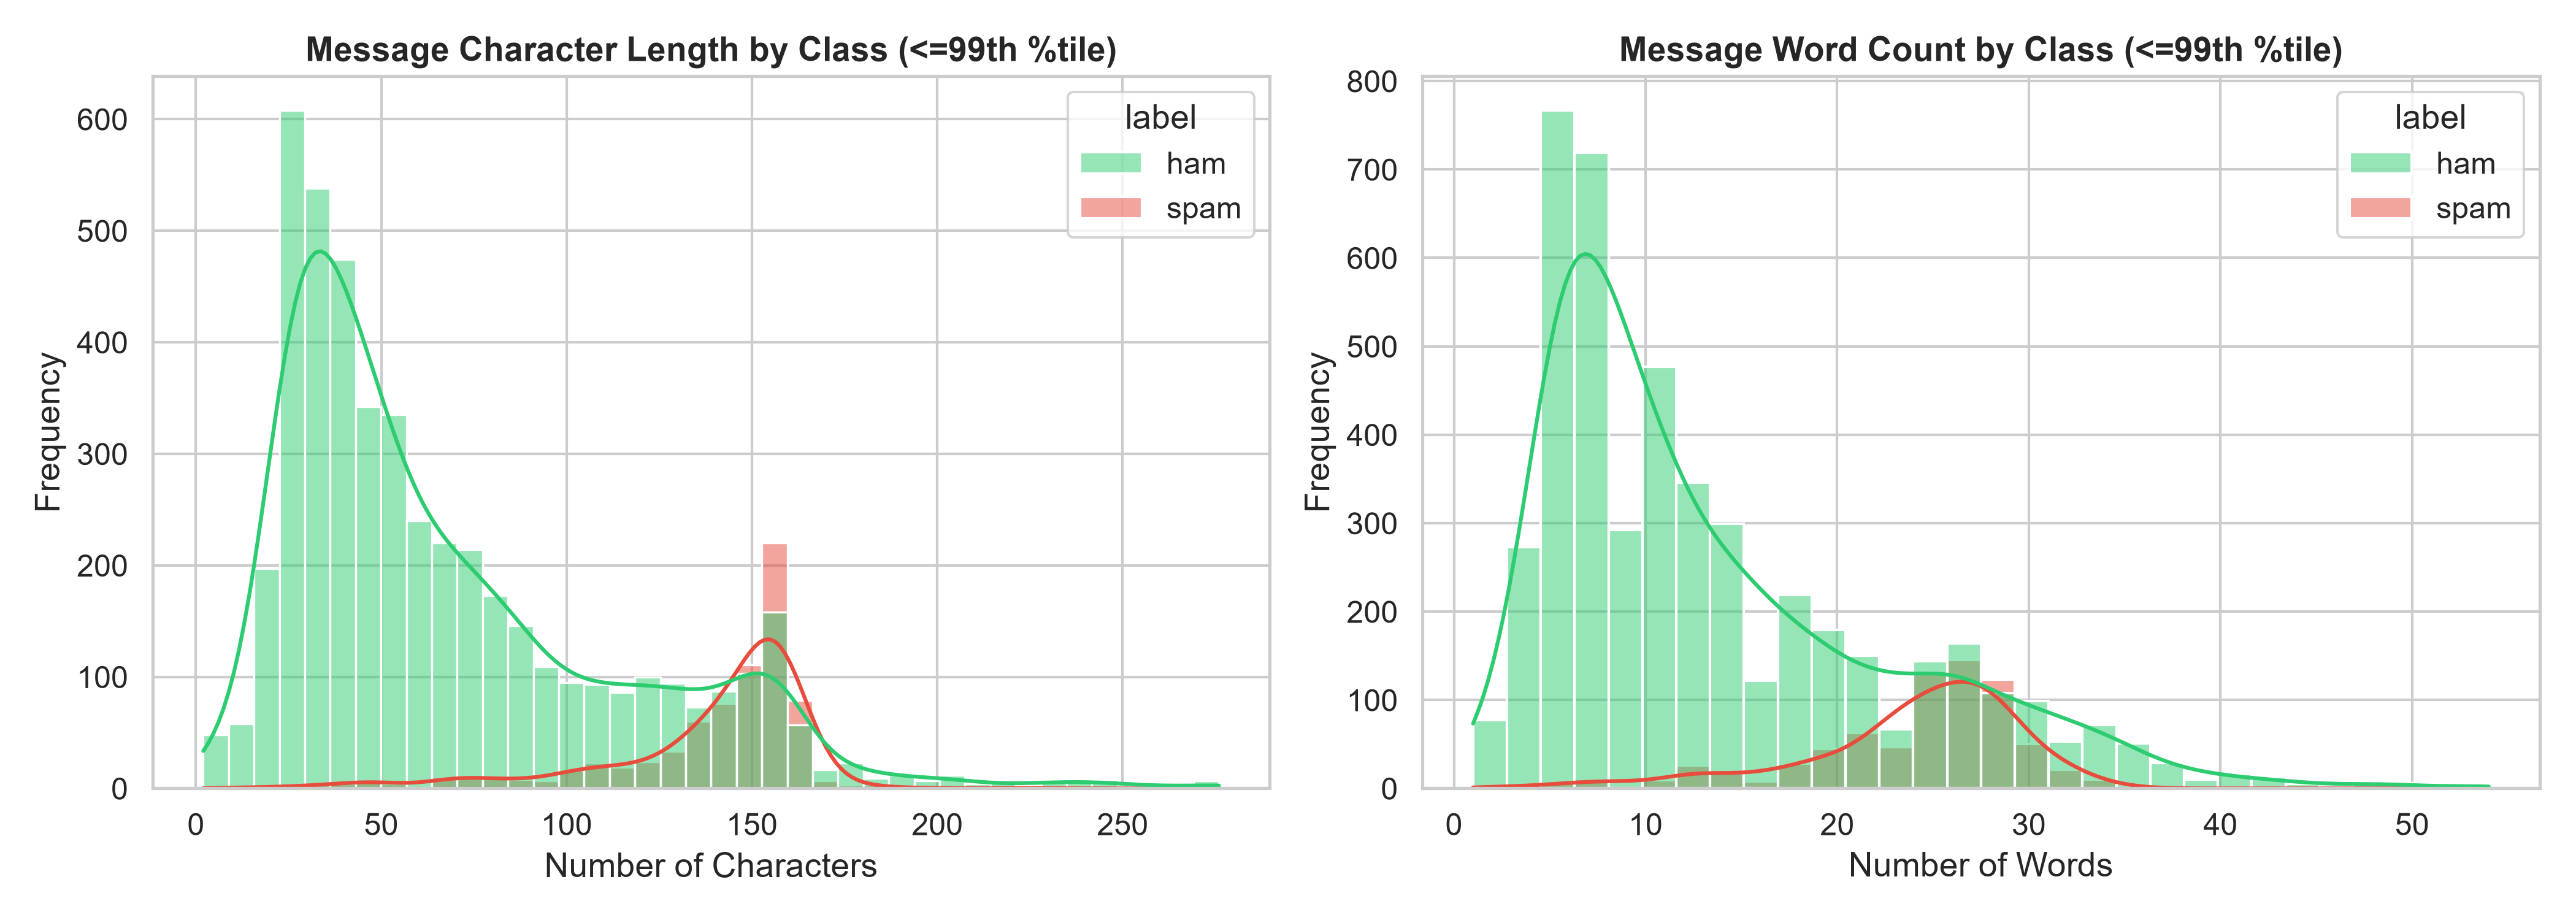 Message Character Length by Class (<=99th %tile)
label
ham
spam
600
500
400
300
200
100
0
Frequency
0 50 100 150 200 250
Number of Characters
Message Word Count by Class (<=99th %tile)
label
ham
spam
800
700
600
500
400
300
200
100
0
Frequency
0 10 20 30 40 50
Number of Words